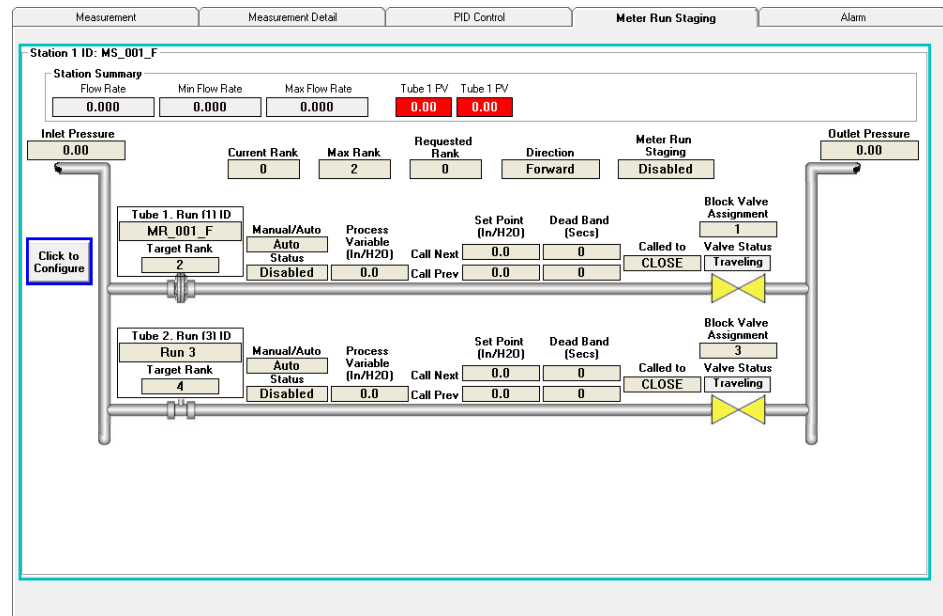 Measurement Measurement Detail PID Control Meter Run Staging Alarm
Station 1 ID: MS_001_F
Station Summary
Flow Rate Min Flow Rate Max Flow Rate Tube 1 PV Tube 1 PV
0.000 0.000 0.000 0.00 0.00
Inlet Pressure
0.00
Outlet Pressure
0.00
Current Rank
0
Max Rank
2
Requested
Rank
0
Direction
Forward
Meter Run
Staging
Disabled
Click to
Configure
Tube 1. Run (1) ID
MR_001_F
Target Rank
2
Manual/Auto
Auto
Status
Disabled
Process
Variable
(In/H2O)
0.0
Set Point
(In/H2O)
Dead Band
(Secs)
Call Next 0.0 0
Call Prev 0.0 0
Called to
CLOSE
Block Valve
Assignment
1
Valve Status
Traveling
Tube 2. Run (3) ID
Run 3
Target Rank
4
Manual/Auto
Auto
Status
Disabled
Process
Variable
(In/H2O)
0.0
Set Point
(In/H2O)
Dead Band
(Secs)
Call Next 0.0 0
Call Prev 0.0 0
Called to
CLOSE
Block Valve
Assignment
3
Valve Status
Traveling